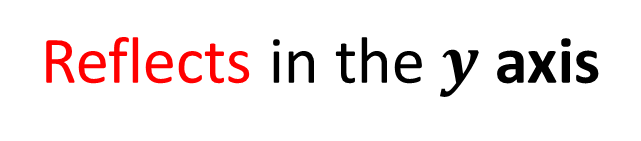 Reflects in the y axis